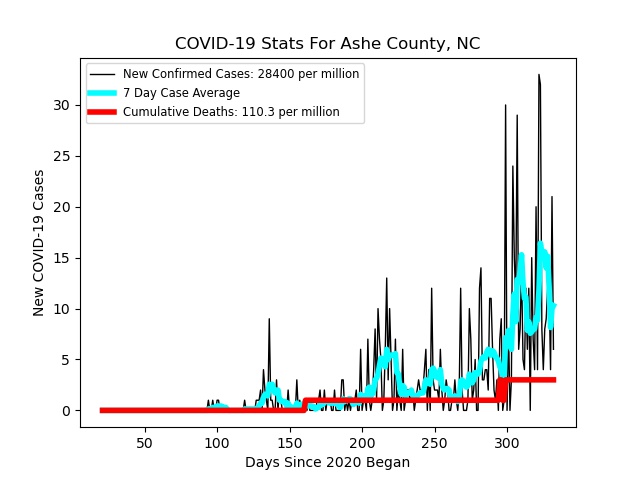 COVID-19 Stats For Ashe County, NC
New Confirmed Cases: 28400 per million
7 Day Case Average
Cumulative Deaths: 110.3 per million
New COVID-19 Cases
30
25
20
15
10
5
0
50 100 150 200 250 300
Days Since 2020 Began